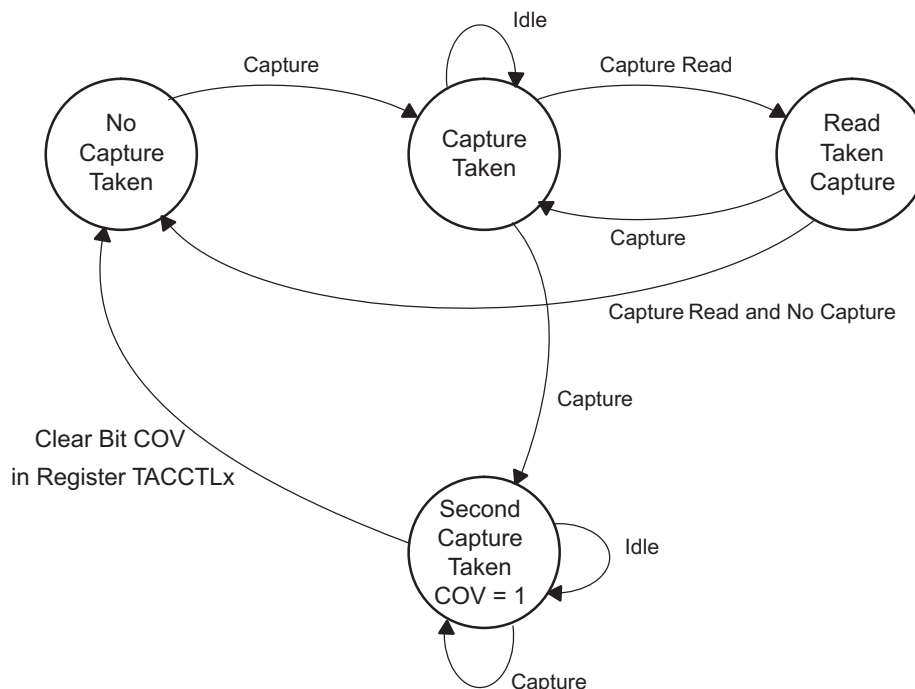 Idle
Capture
Capture Read
No
Capture
Taken
Capture
Taken
Read
Taken
Capture
Capture
Capture Read and No Capture
Capture
Clear Bit COV
in Register TACCTLx
Second
Capture
Taken
COV = 1
Idle
Capture